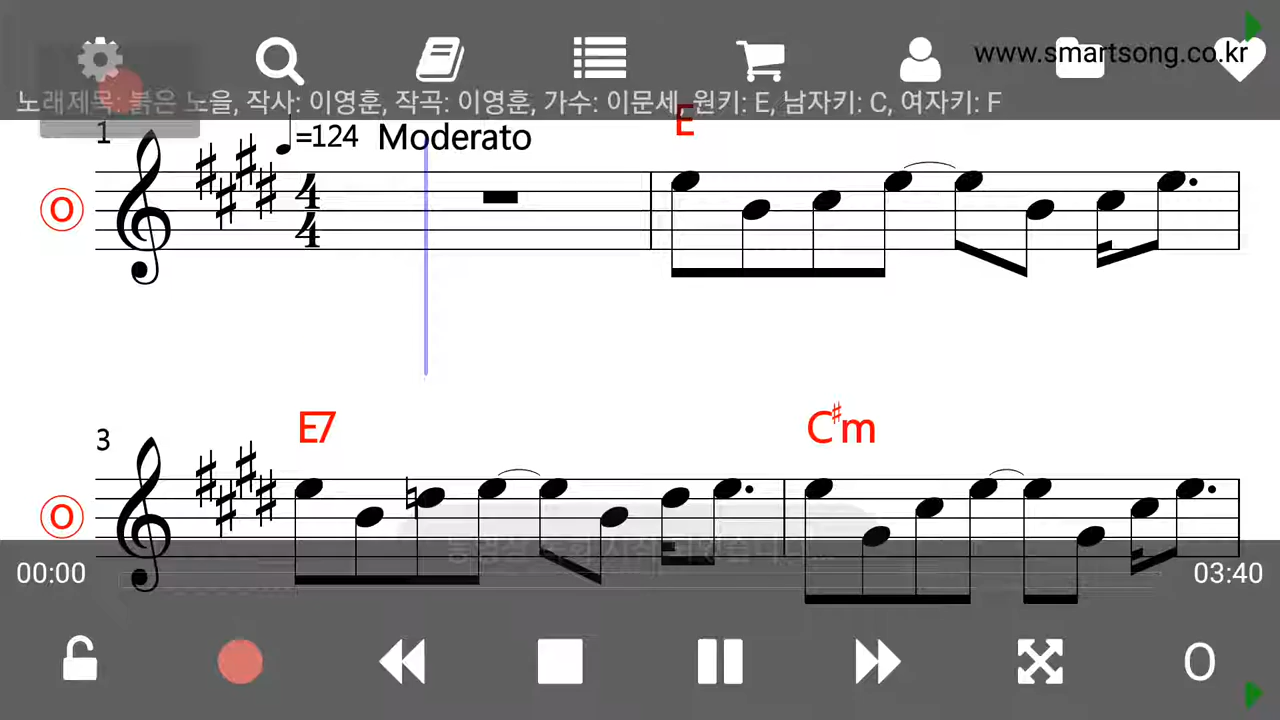 www.smartsong.co.kr
노래제목: 붉은 노을, 작사: 이영훈, 작곡: 이영훈, 가수: 이문세, 원키: E, 남자키: C, 여자키: F
1 =124 Moderato E
O 4 4
3 E7 C♯m
O
00:00 03:40
O